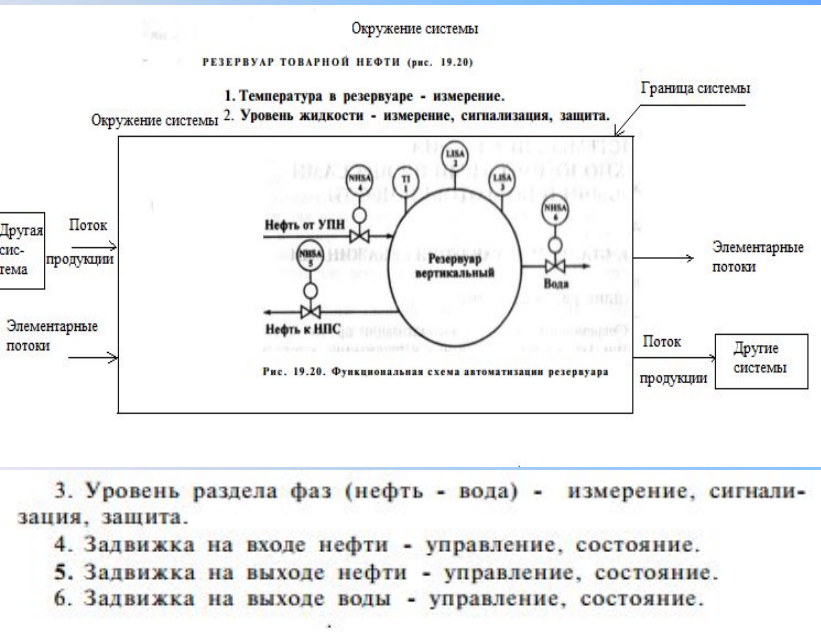 Окружение системы
РЕЗЕРВУАР ТОВАРНОЙ НЕФТИ (рис. 19.20)
Граница системы
1. Температура в резервуаре - измерение.
Окружение системы
2. Уровень жидкости - измерение, сигнализация, защита.
LISA
2
NHSA
4
TI
1
LISA
3
NHSA
6
Другая
сис-
тема
Поток
продукции
Нефть от УПН
NHSA
5
Резервуар
вертикальный
Вода
Элементарные
потоки
Элементарные
потоки
Нефть к НПС
Поток
продукции
Другие
системы
Рис. 19.20. Функциональная схема автоматизации резервуара
3. Уровень раздела фаз (нефть - вода) - измерение, сигнали-
зация, защита.
4. Задвижка на входе нефти - управление, состояние.
5. Задвижка на выходе нефти - управление, состояние.
6. Задвижка на выходе воды - управление, состояние.